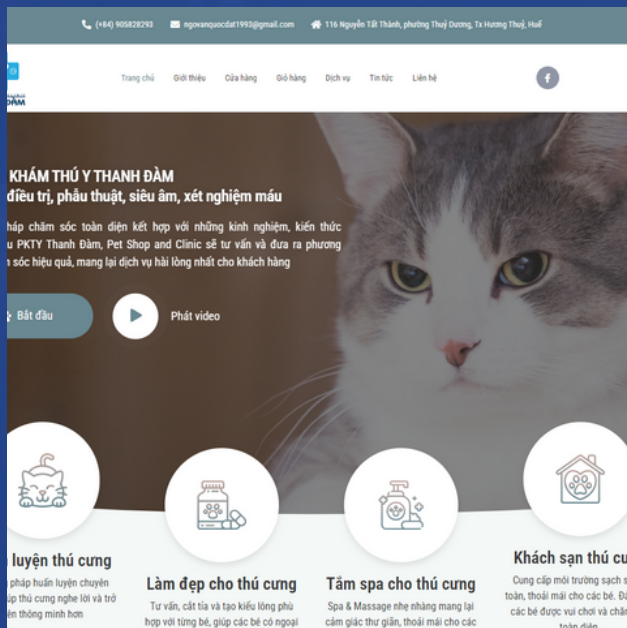 (+84) 905828293 ngovanquocdat1993@gmail.com 116 Nguyễn Tất Thành, phường Thuỷ Dương, Tx Hương Thuỷ, Huế
ĐÀM
Trang chủ Giới thiệu Cửa hàng Giỏ hàng Dịch vụ Tin tức Liên hệ
KHÁM THÚ Y THANH ĐÀM
điều trị, phẫu thuật, siêu âm, xét nghiệm máu
háp chăm sóc toàn diện kết hợp với những kinh nghiệm, kiến thức
u PKTY Thanh Đàm, Pet Shop and Clinic sẽ tư vấn và đưa ra phương
sóc hiệu quả, mang lại dịch vụ hài lòng nhất cho khách hàng
Bắt đầu Phát video
luyện thú cưng
pháp huấn luyện chuyên
úp thú cưng nghe lời và trở
ên thông minh hơn
Làm đẹp cho thú cưng
Tư vấn, cắt tỉa và tạo kiểu lông phù
hợp với từng bé, giúp các bé có ngoại
Tắm spa cho thú cưng
Spa & Massage nhẹ nhàng mang lại
cảm giác thư giãn, thoải mái cho các
Khách sạn thú cư
Cung cấp môi trường sạch s
toàn, thoải mái cho các bé. Đả
các bé được vui chơi và chăm
toàn diện